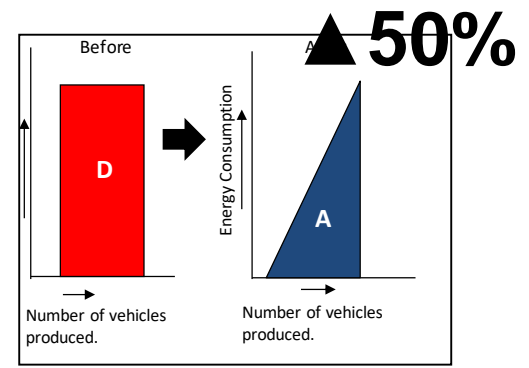 Before
▲50%
D
Energy Consumption
A
Number of vehicles
produced.
Number of vehicles
produced.